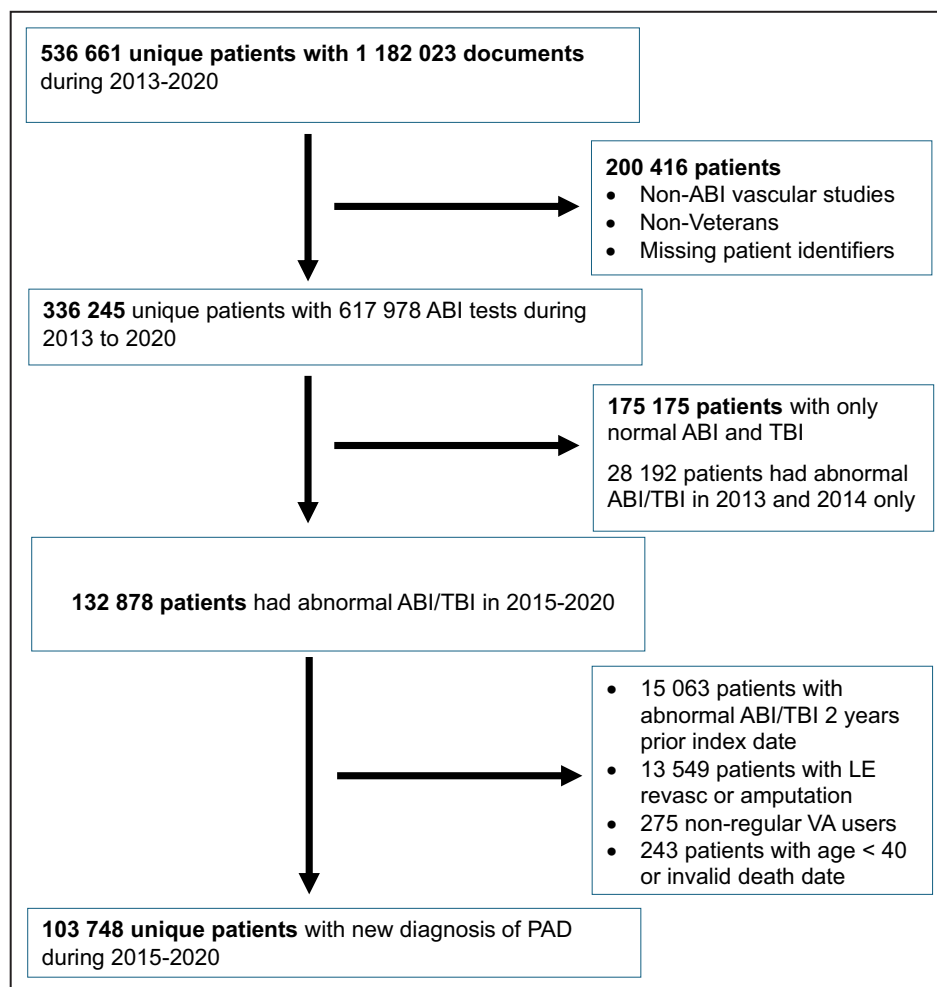 536 661 unique patients with 1 182 023 documents
during 2013-2020
200 416 patients
• Non-ABI vascular studies
• Non-Veterans
• Missing patient identifiers
336 245 unique patients with 617 978 ABI tests during
2013 to 2020
175 175 patients with only
normal ABI and TBI
28 192 patients had abnormal
ABI/TBI in 2013 and 2014 only
132 878 patients had abnormal ABI/TBI in 2015-2020
• 15 063 patients with
abnormal ABI/TBI 2 years
prior index date
• 13 549 patients with LE
revasc or amputation
• 275 non-regular VA users
• 243 patients with age < 40
or invalid death date
103 748 unique patients with new diagnosis of PAD
during 2015-2020